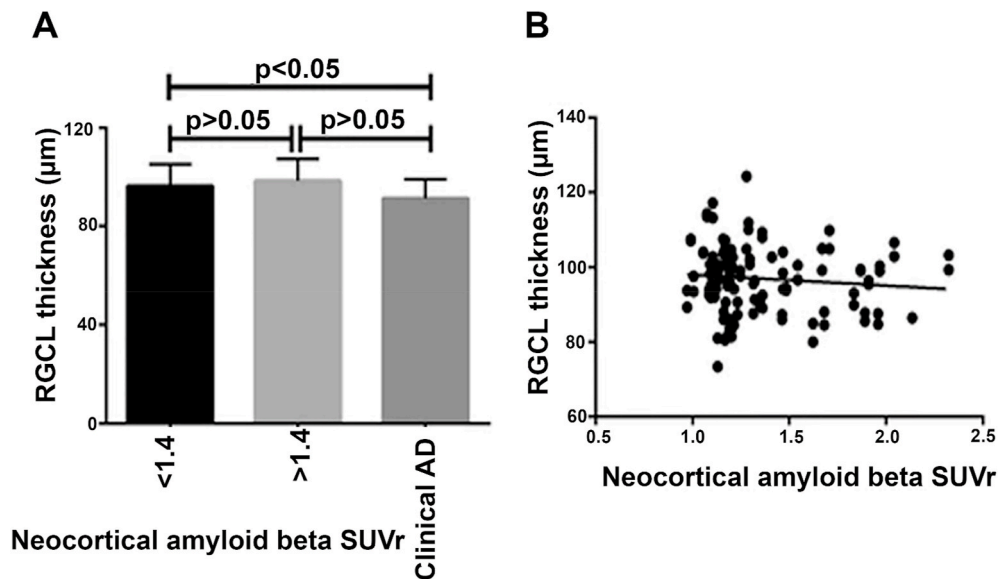 A
p<0.05
p>0.05 p>0.05
RGCL thickness (µm)
120
80
40
0
<1.4
>1.4
Clinical AD
Neocortical amyloid beta SUVr
B
RGCL thickness (µm)
140
120
100
80
60
0.5 1.0 1.5 2.0 2.5
Neocortical amyloid beta SUVr